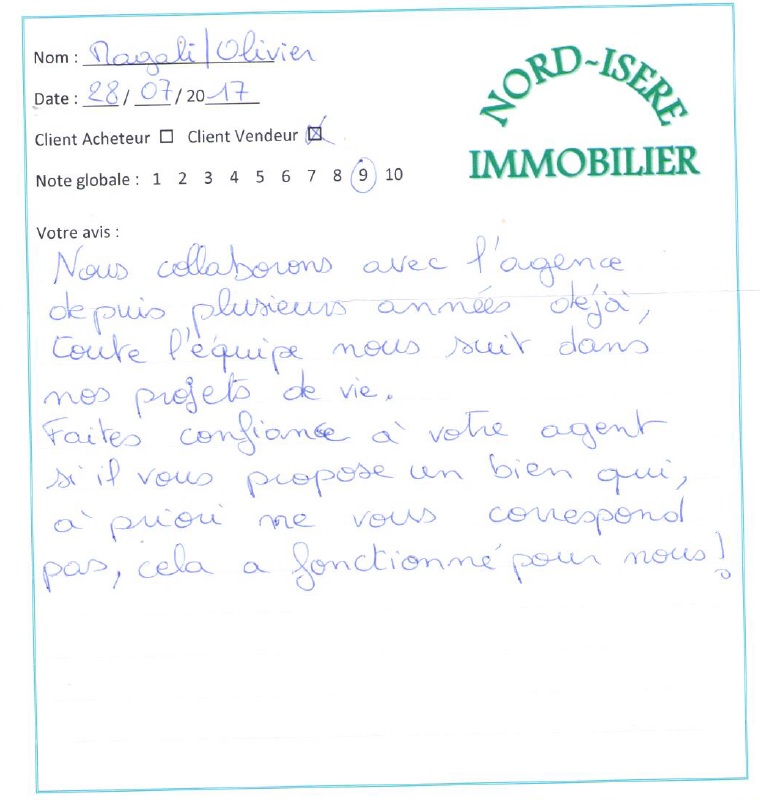 Nom : Magali/Olivier
Date : 28/07/2017
Client Acheteur ☐ Client Vendeur ☒
Note globale : 1 2 3 4 5 6 7 8 9 10
NORD-ISERE
IMMOBILIER
Votre avis :
Nous collaborons avec l'agence
depuis plusieurs années déjà,
toute l'équipe nous suit dans
nos projets de vie.
Faites confiance à votre agent
si il vous propose un bien qui,
à priori ne vous correspond
pas, cela a fonctionné pour nous!